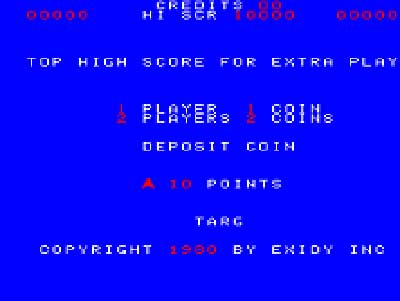 CREDITS 00
00000 HI SCR 10000 00000
TOP HIGH SCORE FOR EXTRA PLAY
1 PLAYER 1 COIN
2 PLAYERS 2 COINS
DEPOSIT COIN
10 POINTS
TARG
COPYRIGHT 1980 BY EXIDY INC